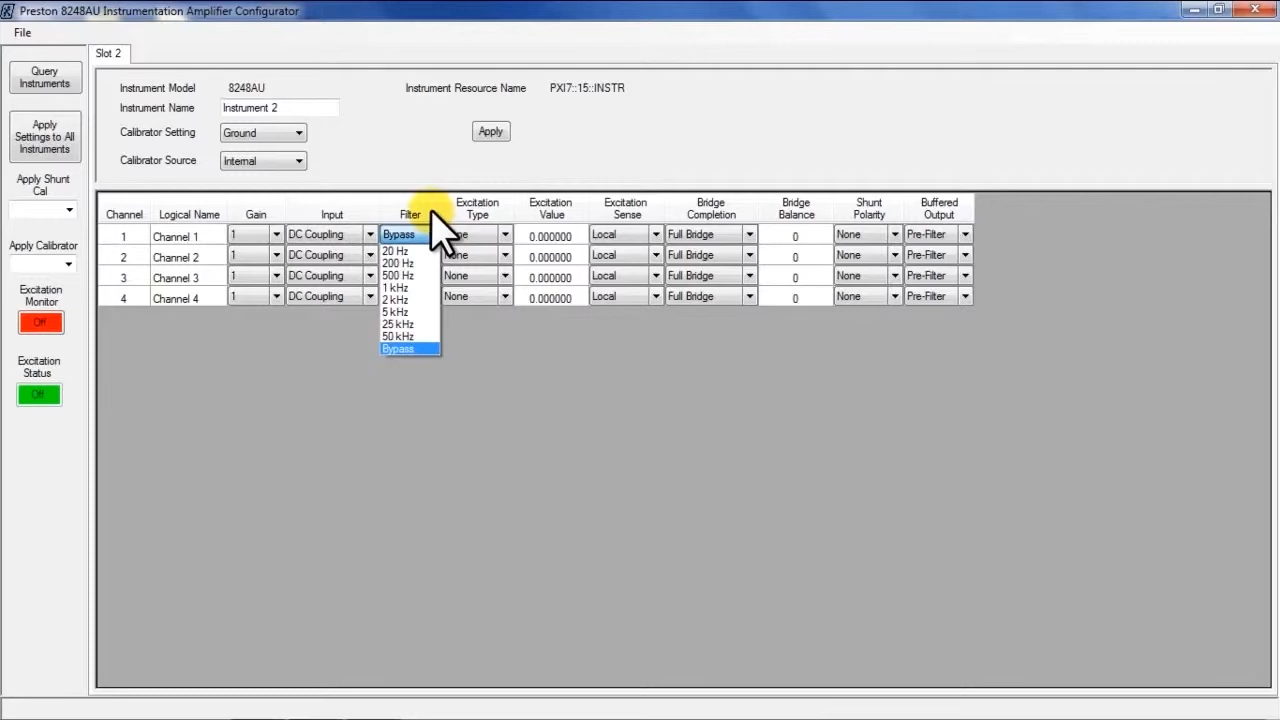 Preston 8248AU Instrumentation Amplifier Configurator
File
Query Instruments
Slot 2
Instrument Model 8248AU Instrument Resource Name PXI7::15::INSTR
Instrument Name Instrument 2
Calibrator Setting Ground Apply
Calibrator Source Internal
Apply Settings to All Instruments
Apply Shunt Cal
Apply Calibrator
Excitation Monitor
Off
Excitation Status
Off
Channel Logical Name Gain Input Filter Excitation Type Excitation Value Excitation Sense Bridge Completion Bridge Balance Shunt Polarity Buffered Output
1 Channel 1 1 DC Coupling Bypass 0.000000 Local Full Bridge 0 None Pre-Filter
2 Channel 2 1 DC Coupling None 0.000000 Local Full Bridge 0 None Pre-Filter
3 Channel 3 1 DC Coupling None 0.000000 Local Full Bridge 0 None Pre-Filter
4 Channel 4 1 DC Coupling None 0.000000 Local Full Bridge 0 None Pre-Filter
20 Hz
200 Hz
500 Hz
1 kHz
2 kHz
5 kHz
25 kHz
50 kHz
Bypass